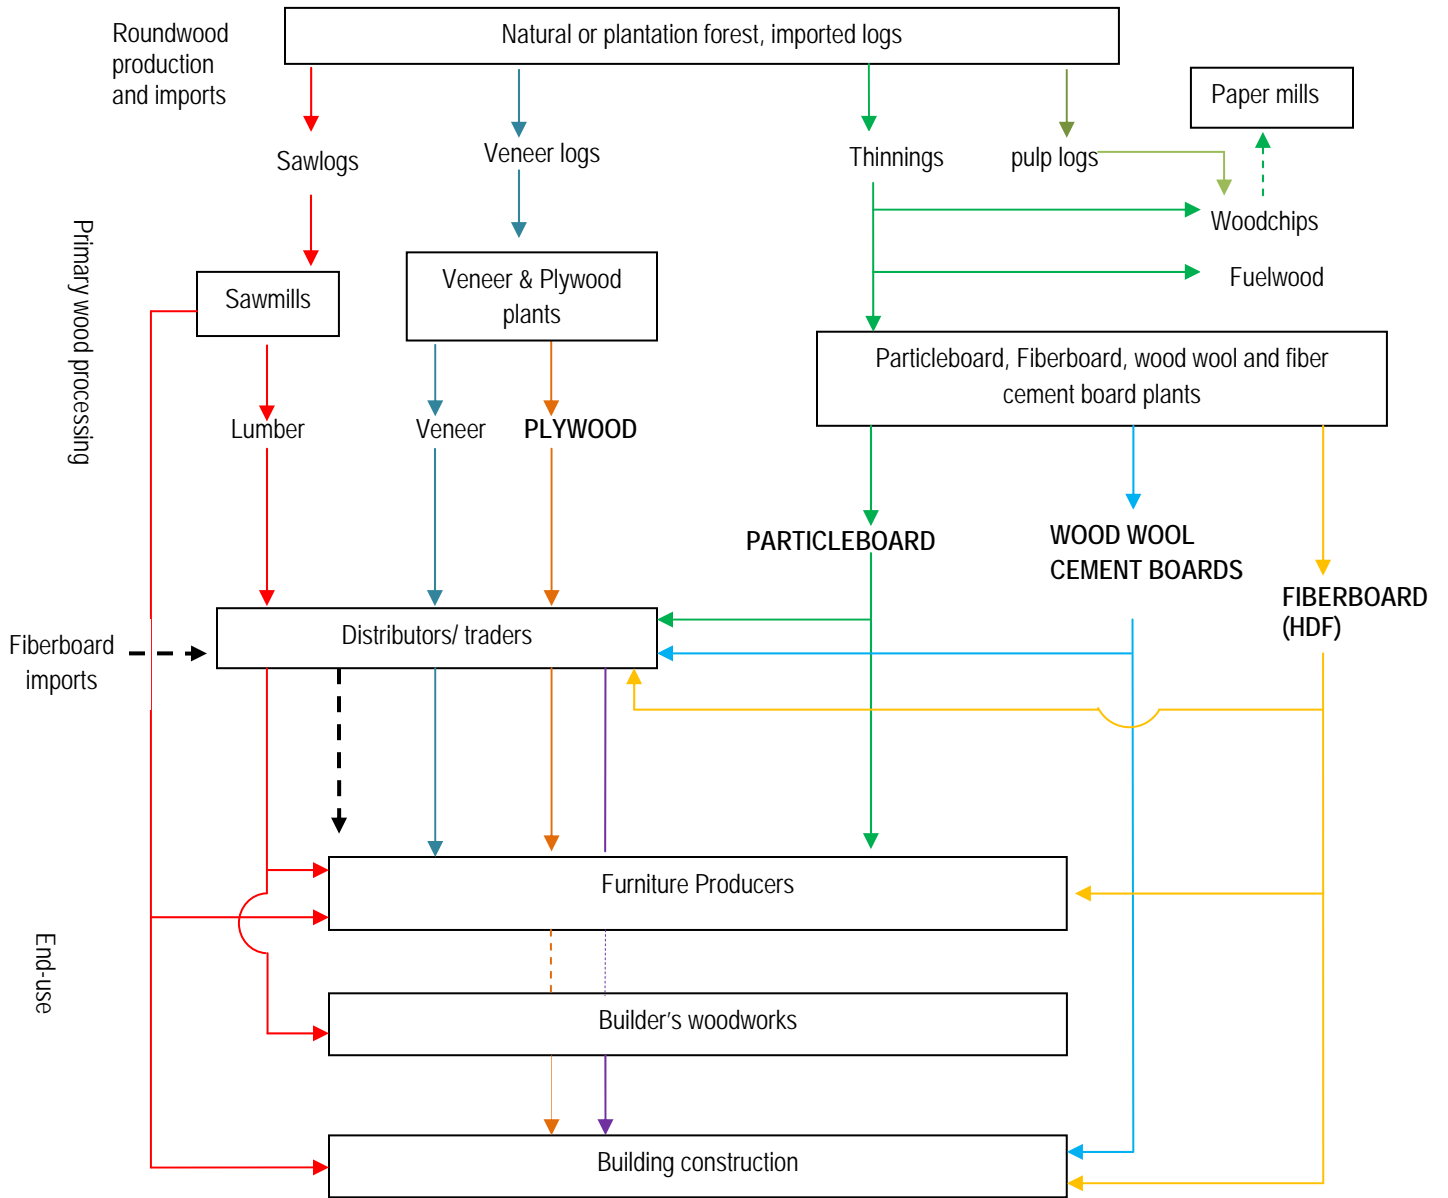 Roundwood
production
and imports
Natural or plantation forest, imported logs
Paper mills
Sawlogs
Veneer logs
Thinnings
pulp logs
Woodchips
Fuelwood
Primary wood processing
Sawmills
Veneer & Plywood
plants
Particleboard, Fiberboard, wood wool and fiber
cement board plants
Lumber
Veneer
PLYWOOD
PARTICLEBOARD
WOOD WOOL
CEMENT BOARDS
FIBERBOARD
(HDF)
Fiberboard
imports
Distributors/ traders
Furniture Producers
End-use
Builder's woodworks
Building construction